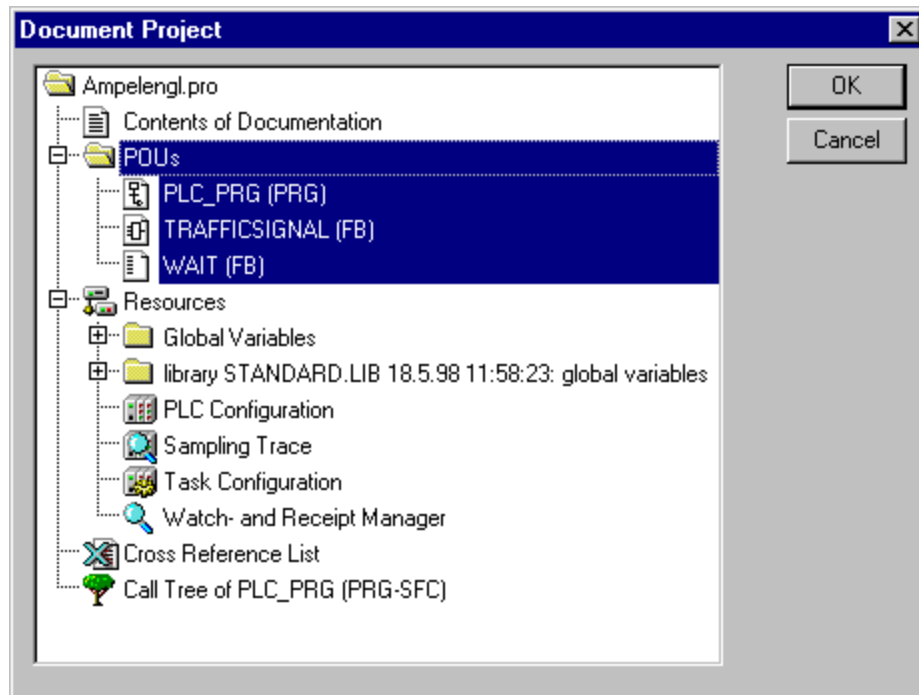 Document Project
Ampelengl.pro
OK
Contents of Documentation
Cancel
POUs
PLC_PRG (PRG)
TRAFFICSIGNAL (FB)
WAIT (FB)
Resources
Global Variables
library STANDARD.LIB 18.5.98 11:58:23: global variables
PLC Configuration
Sampling Trace
Task Configuration
Watch- and Receipt Manager
Cross Reference List
Call Tree of PLC_PRG (PRG-SFC)